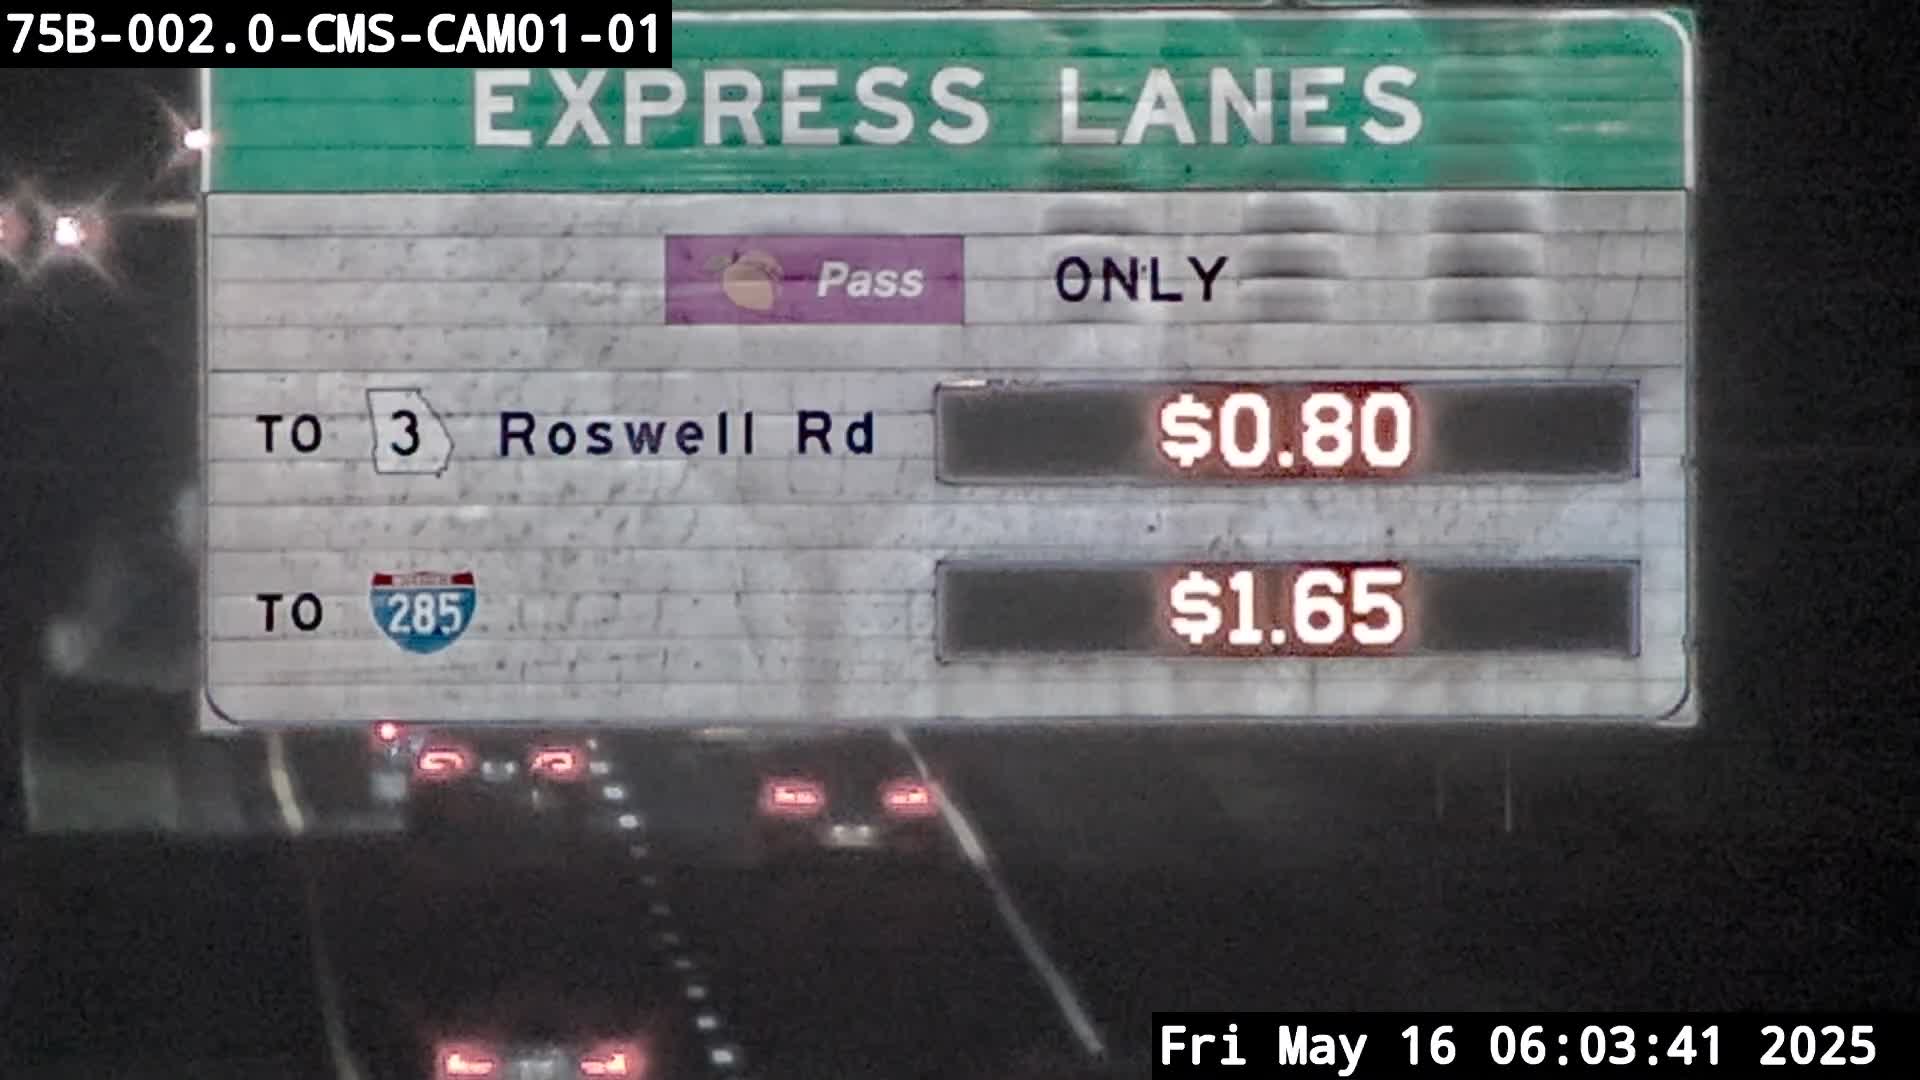 75B-002.0-CMS-CAM01-01
EXPRESS LANES
Pass ONLY
TO 3 Roswell Rd $0.80
TO 285 $1.65
Fri May 16 06:03:41 2025